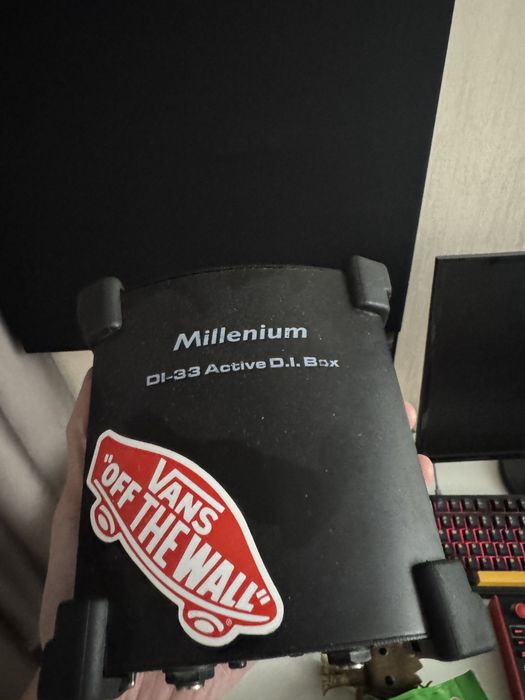 Millenium
DI-33 Active D.I. Box
VANS
"OFF THE WALL"
®